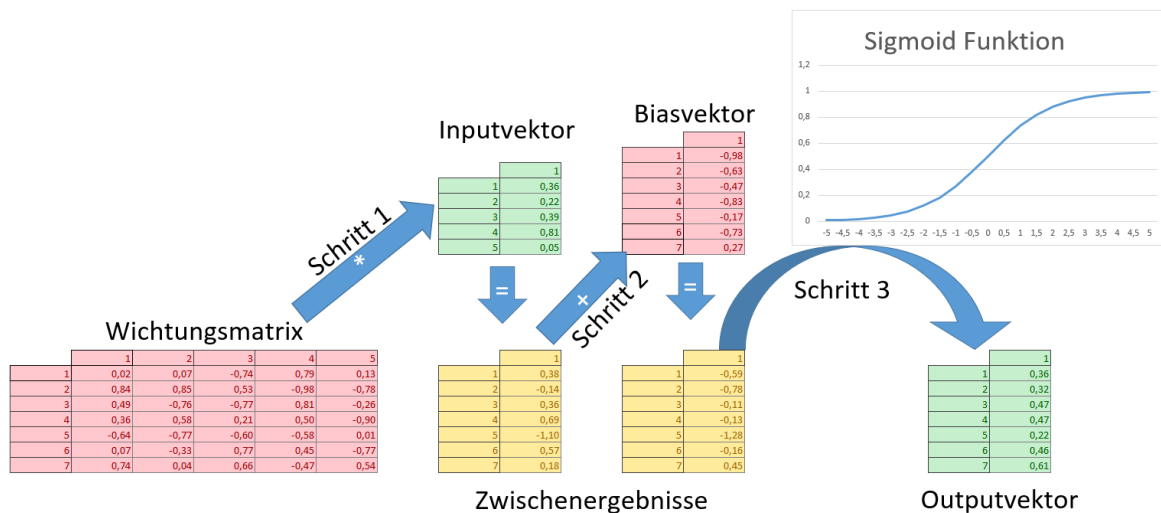 Sigmoid Funktion
1,2
1
0,8
0,6
0,4
0,2
0
-5 -4,5 -4 -3,5 -3 -2,5 -2 -1,5 -1 -0,5 0 0,5 1 1,5 2 2,5 3 3,5 4 4,5 5
Inputvektor
1
1 0,36
2 0,22
3 0,39
4 0,81
5 0,05
Biasvektor
1
1 -0,98
2 -0,63
3 -0,47
4 -0,83
5 -0,17
6 -0,73
7 0,27
Schritt 1
*
=
+
Schritt 2
=
Schritt 3
Wichtungsmatrix
1 2 3 4 5
1 0,02 0,07 -0,74 0,79 0,13
2 0,84 0,85 0,53 -0,98 -0,78
3 0,49 -0,76 -0,77 0,81 -0,26
4 0,36 0,58 0,21 0,54 -0,90
5 -0,64 -0,77 -0,60 -0,58 0,01
6 0,07 -0,33 0,77 0,45 -0,77
7 0,74 0,04 0,66 -0,47 0,54
1
1 0,38
2 -0,14
3 0,36
4 0,69
5 -1,10
6 0,57
7 0,18
1
1 -0,59
2 -0,78
3 -0,11
4 -0,13
5 -1,28
6 -0,16
7 0,45
Zwischenergebnisse
1
1 0,36
2 0,32
3 0,47
4 0,47
5 0,22
6 0,46
7 0,61
Outputvektor